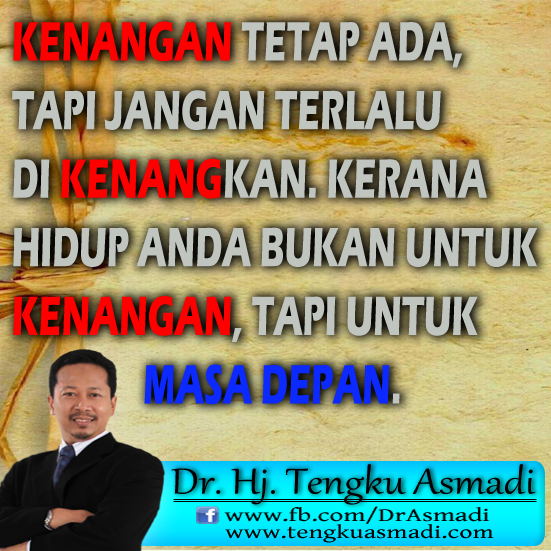 KENANGAN TETAP ADA,
TAPI JANGAN TERLALU
DI KENANGKAN. KERANA
HIDUP ANDA BUKAN UNTUK
KENANGAN, TAPI UNTUK
MASA DEPAN.
Dr. Hj. Tengku Asmadi
f www.fb.com/DrAsmadi
www.tengkuasmadi.com